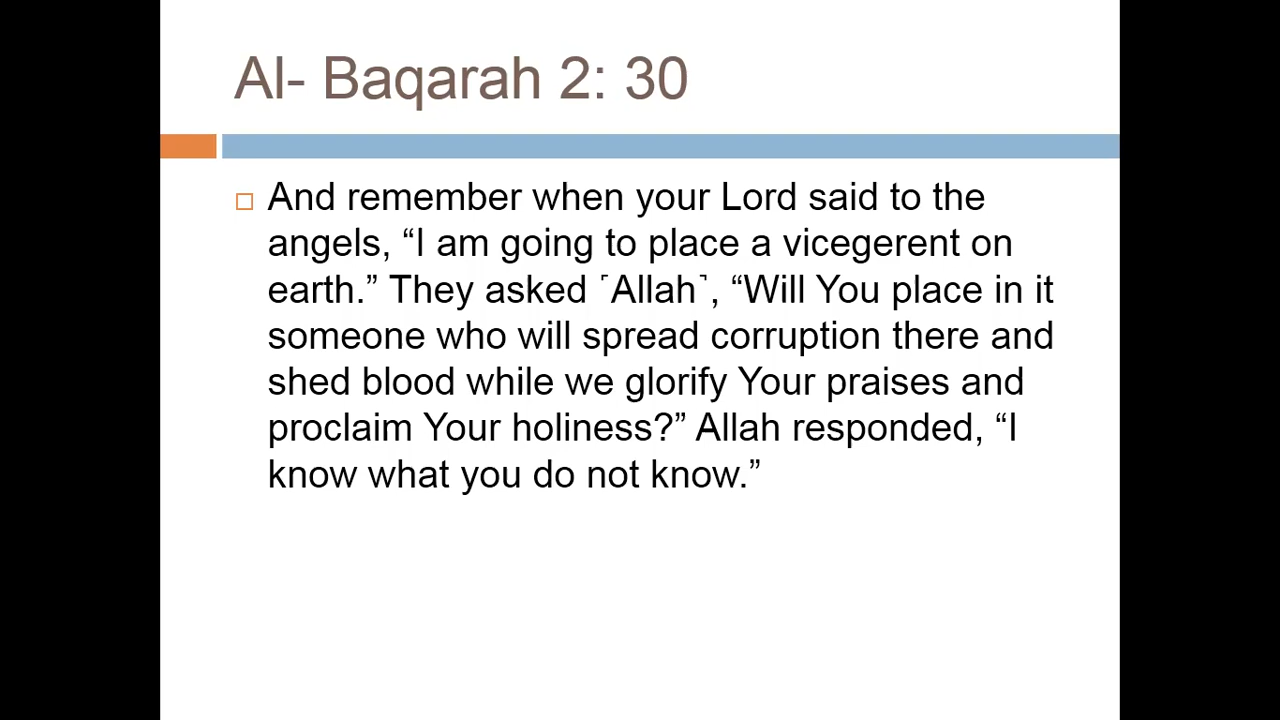 Al- Baqarah 2: 30
And remember when your Lord said to the
angels, “I am going to place a vicegerent on
earth.” They asked ˹Allah˺, “Will You place in it
someone who will spread corruption there and
shed blood while we glorify Your praises and
proclaim Your holiness?” Allah responded, “I
know what you do not know.”